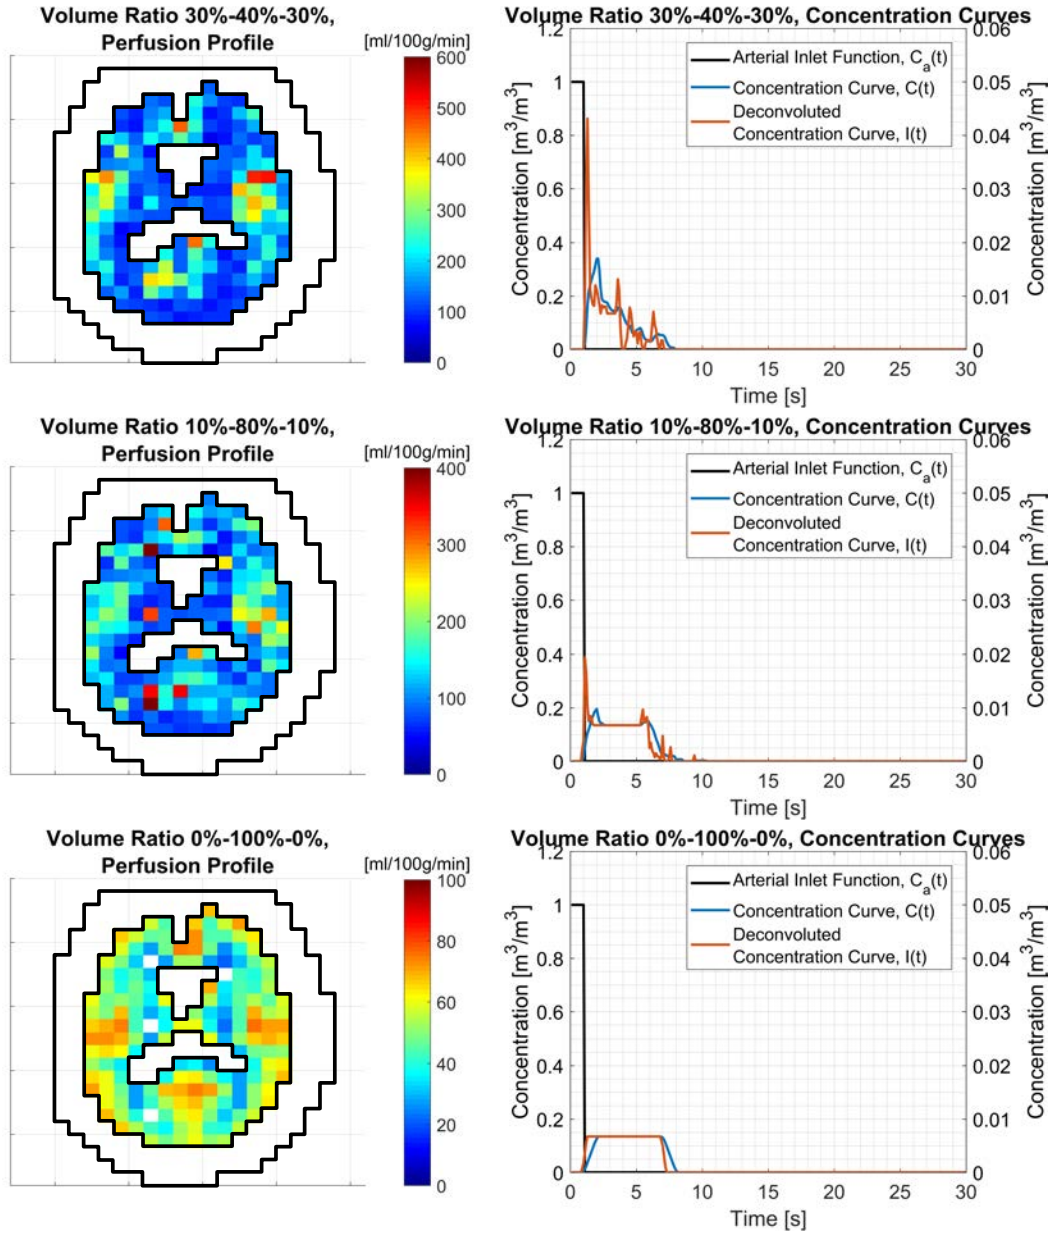 Volume Ratio 30%-40%-30%,
Perfusion Profile
[ml/100g/min]
600
500
400
300
200
100
0
Volume Ratio 30%-40%-30%, Concentration Curves
Arterial Inlet Function, C_a(t)
Concentration Curve, C(t)
Deconvoluted
Concentration Curve, I(t)
Concentration [m³/m³]
1.2
1
0.8
0.6
0.4
0.2
0
0.06
0.05
0.04
0.03
0.02
0.01
0
Concentration [m³/m³]
0 5 10 15 20 25 30
Time [s]
Volume Ratio 10%-80%-10%,
Perfusion Profile
[ml/100g/min]
400
300
200
100
0
Volume Ratio 10%-80%-10%, Concentration Curves
Arterial Inlet Function, C_a(t)
Concentration Curve, C(t)
Deconvoluted
Concentration Curve, I(t)
Concentration [m³/m³]
1.2
1
0.8
0.6
0.4
0.2
0
0.06
0.05
0.04
0.03
0.02
0.01
0
Concentration [m³/m³]
0 5 10 15 20 25 30
Time [s]
Volume Ratio 0%-100%-0%,
Perfusion Profile
[ml/100g/min]
100
80
60
40
20
0
Volume Ratio 0%-100%-0%, Concentration Curves
Arterial Inlet Function, C_a(t)
Concentration Curve, C(t)
Deconvoluted
Concentration Curve, I(t)
Concentration [m³/m³]
1.2
1
0.8
0.6
0.4
0.2
0
0.06
0.05
0.04
0.03
0.02
0.01
0
Concentration [m³/m³]
0 5 10 15 20 25 30
Time [s]